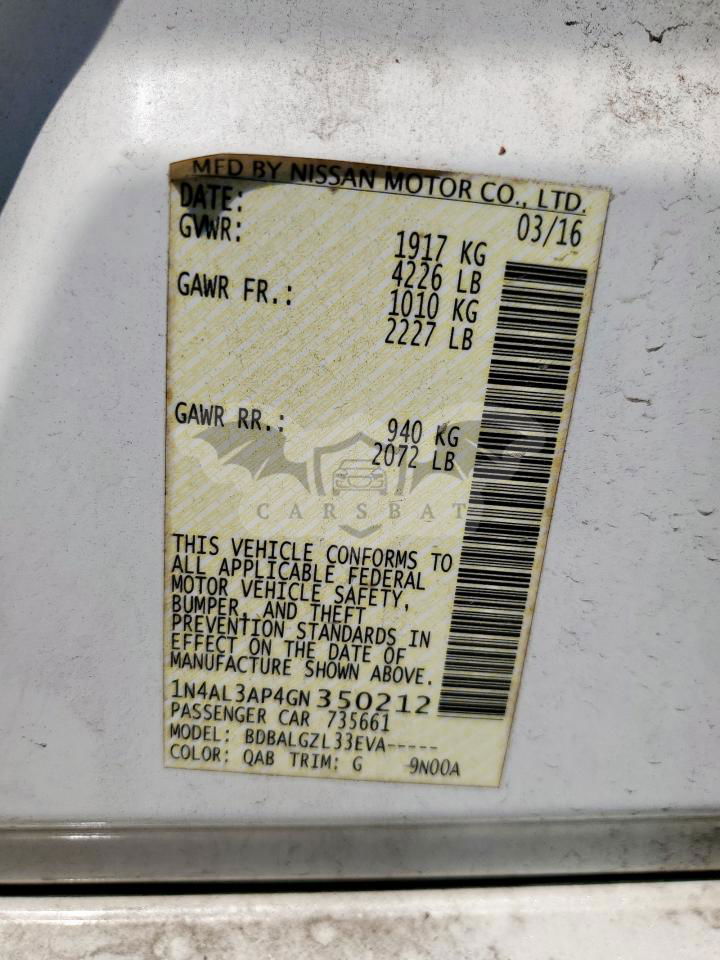 MFD BY NISSAN MOTOR CO., LTD.
DATE: 03/16
GVWR: 1917 KG
4226 LB
GAWR FR.: 1010 KG
2227 LB
GAWR RR.: 940 KG
2072 LB
CARSBAT
THIS VEHICLE CONFORMS TO
ALL APPLICABLE FEDERAL
MOTOR VEHICLE SAFETY,
BUMPER, AND THEFT
PREVENTION STANDARDS IN
EFFECT ON THE DATE OF
MANUFACTURE SHOWN ABOVE.
1N4AL3AP4GN350212
PASSENGER CAR 735661
MODEL: BDBALGZL33EVA-----
COLOR: QAB TRIM: G 9N00A